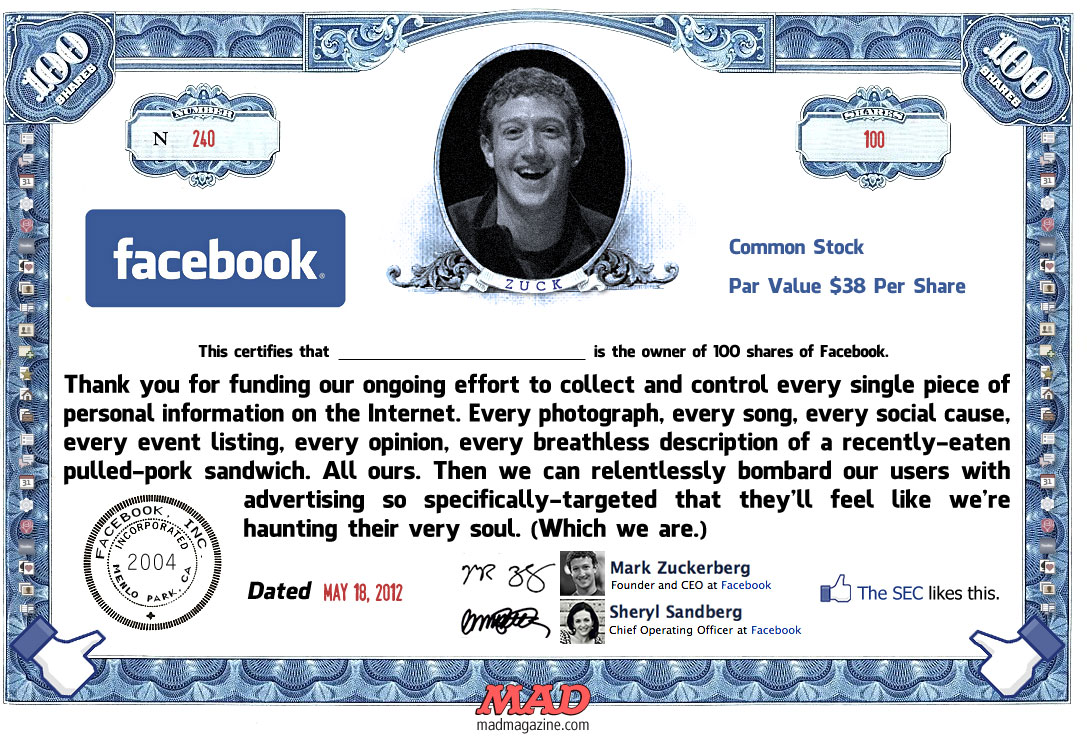 100 SHARES
100 SHARES
NUMBER
N 240
SHARES
100
facebook®
ZUCK
Common Stock
Par Value $38 Per Share
This certifies that ____________________ is the owner of 100 shares of Facebook.
Thank you for funding our ongoing effort to collect and control every single piece of
personal information on the Internet. Every photograph, every song, every social cause,
every event listing, every opinion, every breathless description of a recently-eaten
pulled-pork sandwich. All ours. Then we can relentlessly bombard our users with
advertising so specifically-targeted that they'll feel like we're
haunting their very soul. (Which we are.)
FACEBOOK, INC.
INCORPORATED
2004
MENLO PARK, CA
Dated MAY 18, 2012
Mark Zuckerberg
Founder and CEO at Facebook
Sheryl Sandberg
Chief Operating Officer at Facebook
The SEC likes this.
MAD
madmagazine.com